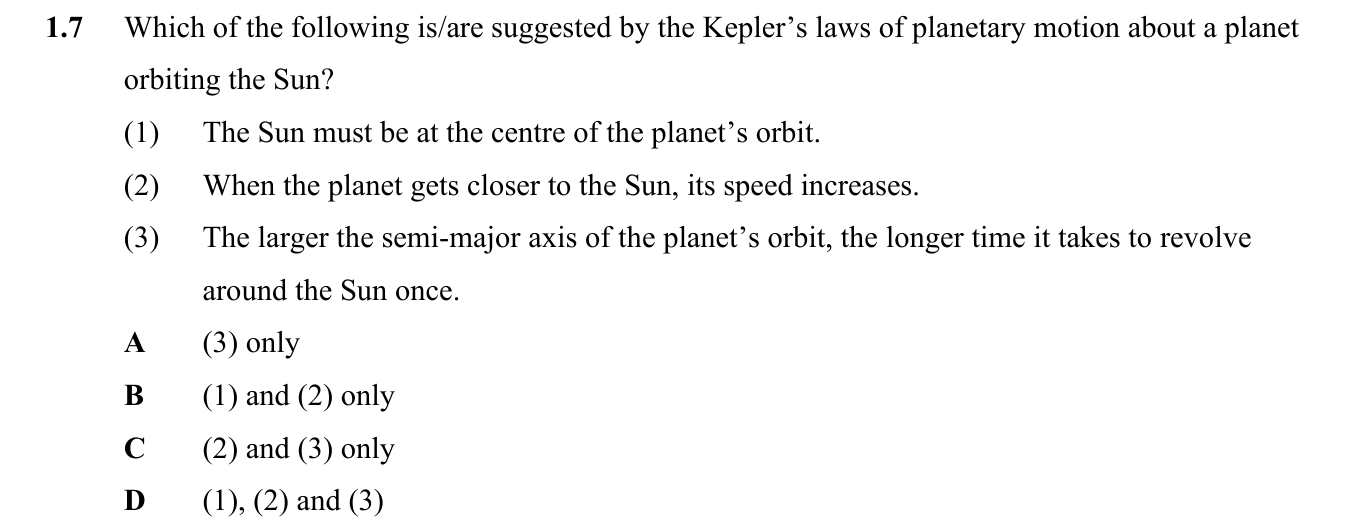 1.7 Which of the following is/are suggested by the Kepler's laws of planetary motion about a planet
orbiting the Sun?
(1) The Sun must be at the centre of the planet's orbit.
(2) When the planet gets closer to the Sun, its speed increases.
(3) The larger the semi-major axis of the planet's orbit, the longer time it takes to revolve
around the Sun once.
A (3) only
B (1) and (2) only
C (2) and (3) only
D (1), (2) and (3)